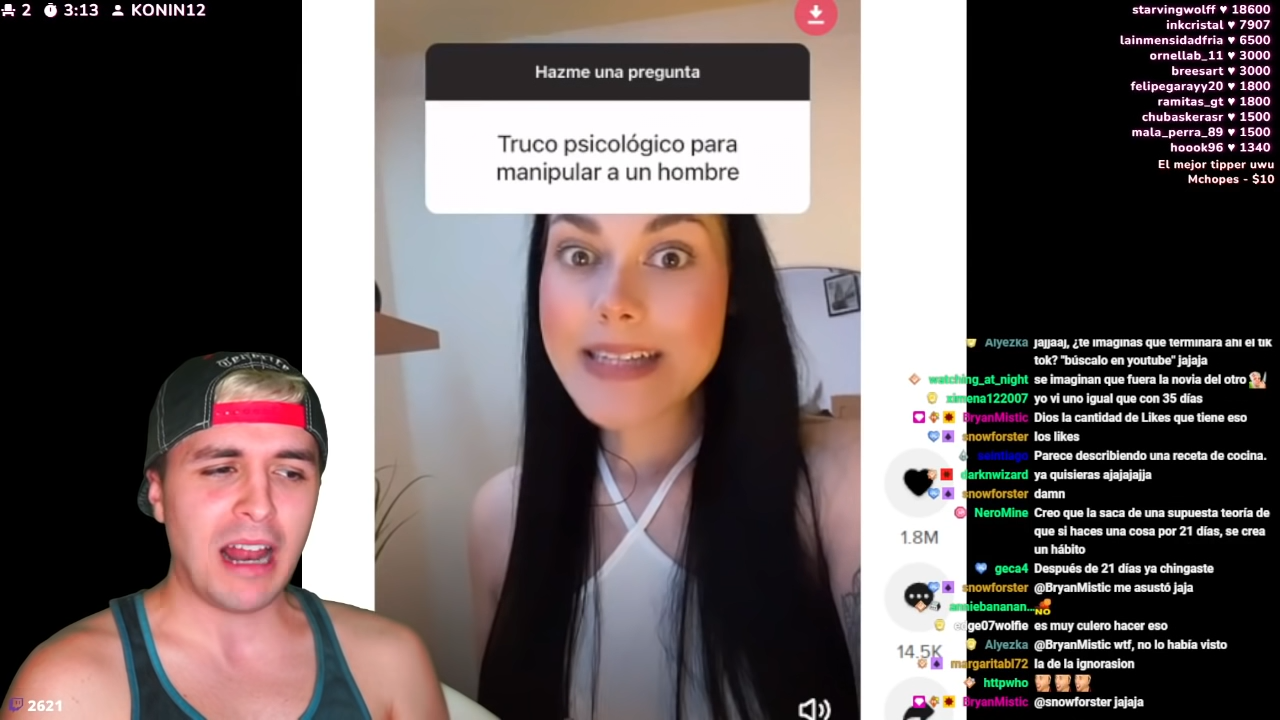 2 3:13 KONIN12
Hazme una pregunta
Truco psicológico para
manipular a un hombre
1.8M
14.5K
2621
starvingwolff ♥ 18600
inkcristal ♥ 7907
lainmensidadfria ♥ 6500
ornellab_11 ♥ 3000
breesart ♥ 3000
felipegarayy20 ♥ 1800
ramitas_gt ♥ 1800
chubaskerasr ♥ 1500
mala_perra_89 ♥ 1500
hoook96 ♥ 1340
El mejor tipper uwu
Mchopes - $10
Alyezka jajjaaj, ¿te imaginas que terminara ahí el tik
tok? "búscalo en youtube" jajaja
watching_at_night se imaginan que fuera la novia del otro
ximena122007 yo vi uno igual que con 35 días
BryanMistic Dios la cantidad de Likes que tiene eso
snowforster los likes
saintiago Parece describiendo una receta de cocina.
darknwizard ya quisieras ajajajajja
snowforster damn
NeroMine Creo que la saca de una supuesta teoría de
que si haces una cosa por 21 días, se crea
un hábito
geca4 Después de 21 días ya chingaste
snowforster @BryanMistic me asustó jaja
anniebananan... NO
edge07wolfie es muy culero hacer eso
Alyezka @BryanMistic wtf, no lo había visto
margaritabl72 la de la ignorasion
httpwho
BryanMistic @snowforster jajaja